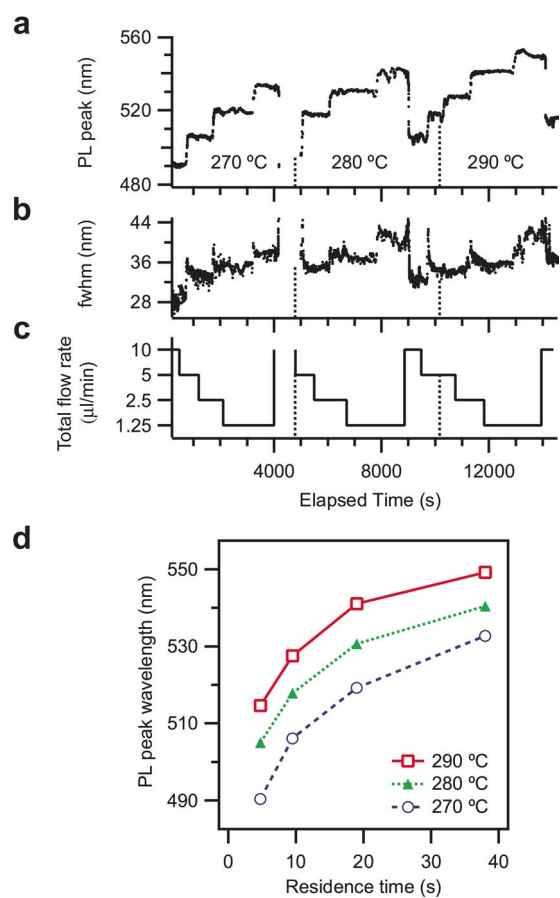 a
PL peak (nm)
560
520
480
270 ºC
280 ºC
290 ºC
b
fwhm (nm)
44
36
28
c
Total flow rate
(μl/min)
10
5
2.5
1.25
4000
8000
12000
Elapsed Time (s)
d
PL peak wavelength (nm)
550
530
510
490
290 ºC
280 ºC
270 ºC
0
10
20
30
40
Residence time (s)